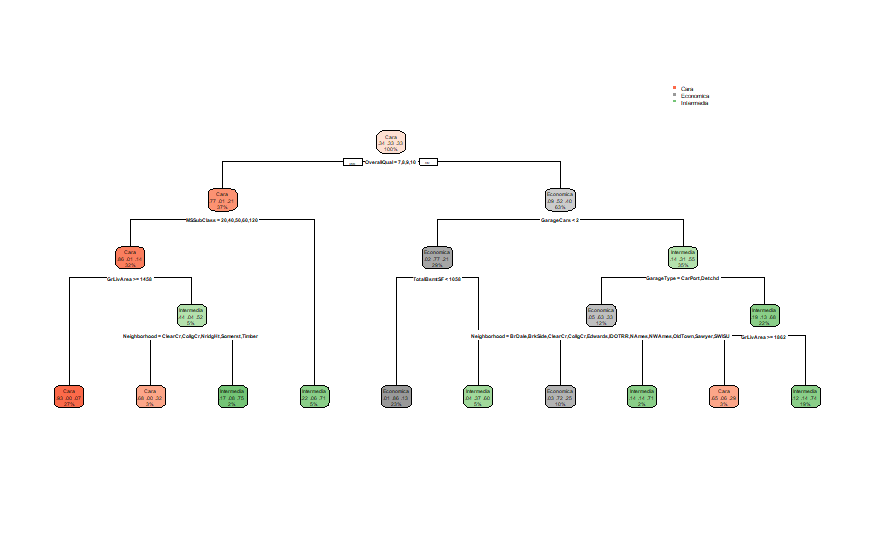 Cara
Economica
Intermedia
Cara
.34 .33 .33
100%
OverallQual = 7,8,9,10
Cara
.77 .01 .21
37%
Economica
.09 .52 .40
63%
MSSubClass = 20,40,50,60,120
GarageCars < 2
Cara
.86 .01 .14
32%
Economica
.02 .77 .21
28%
Intermedia
.14 .31 .55
35%
GrLivArea >= 1458
TotalBsmtSF < 1058
GarageType = CarPort,Detchd
Intermedia
.44 .04 .52
5%
Economica
.05 .63 .33
12%
Intermedia
.19 .13 .68
22%
Neighborhood = ClearCr,CollgCr,NridgHt,Somerst,Timber
Neighborhood = BrDale,BrkSide,ClearCr,CollgCr,Edwards,IDOTRR,NAmes,NWAmes,OldTown,Sawyer,SWISU
GrLivArea >= 1862
Cara
.93 .00 .07
27%
Cara
.68 .00 .32
3%
Intermedia
.17 .08 .75
2%
Intermedia
.22 .06 .71
5%
Economica
.01 .86 .13
23%
Intermedia
.04 .37 .60
5%
Economica
.03 .72 .25
10%
Intermedia
.14 .11 .71
2%
Cara
.65 .06 .29
3%
Intermedia
.12 .14 .74
19%